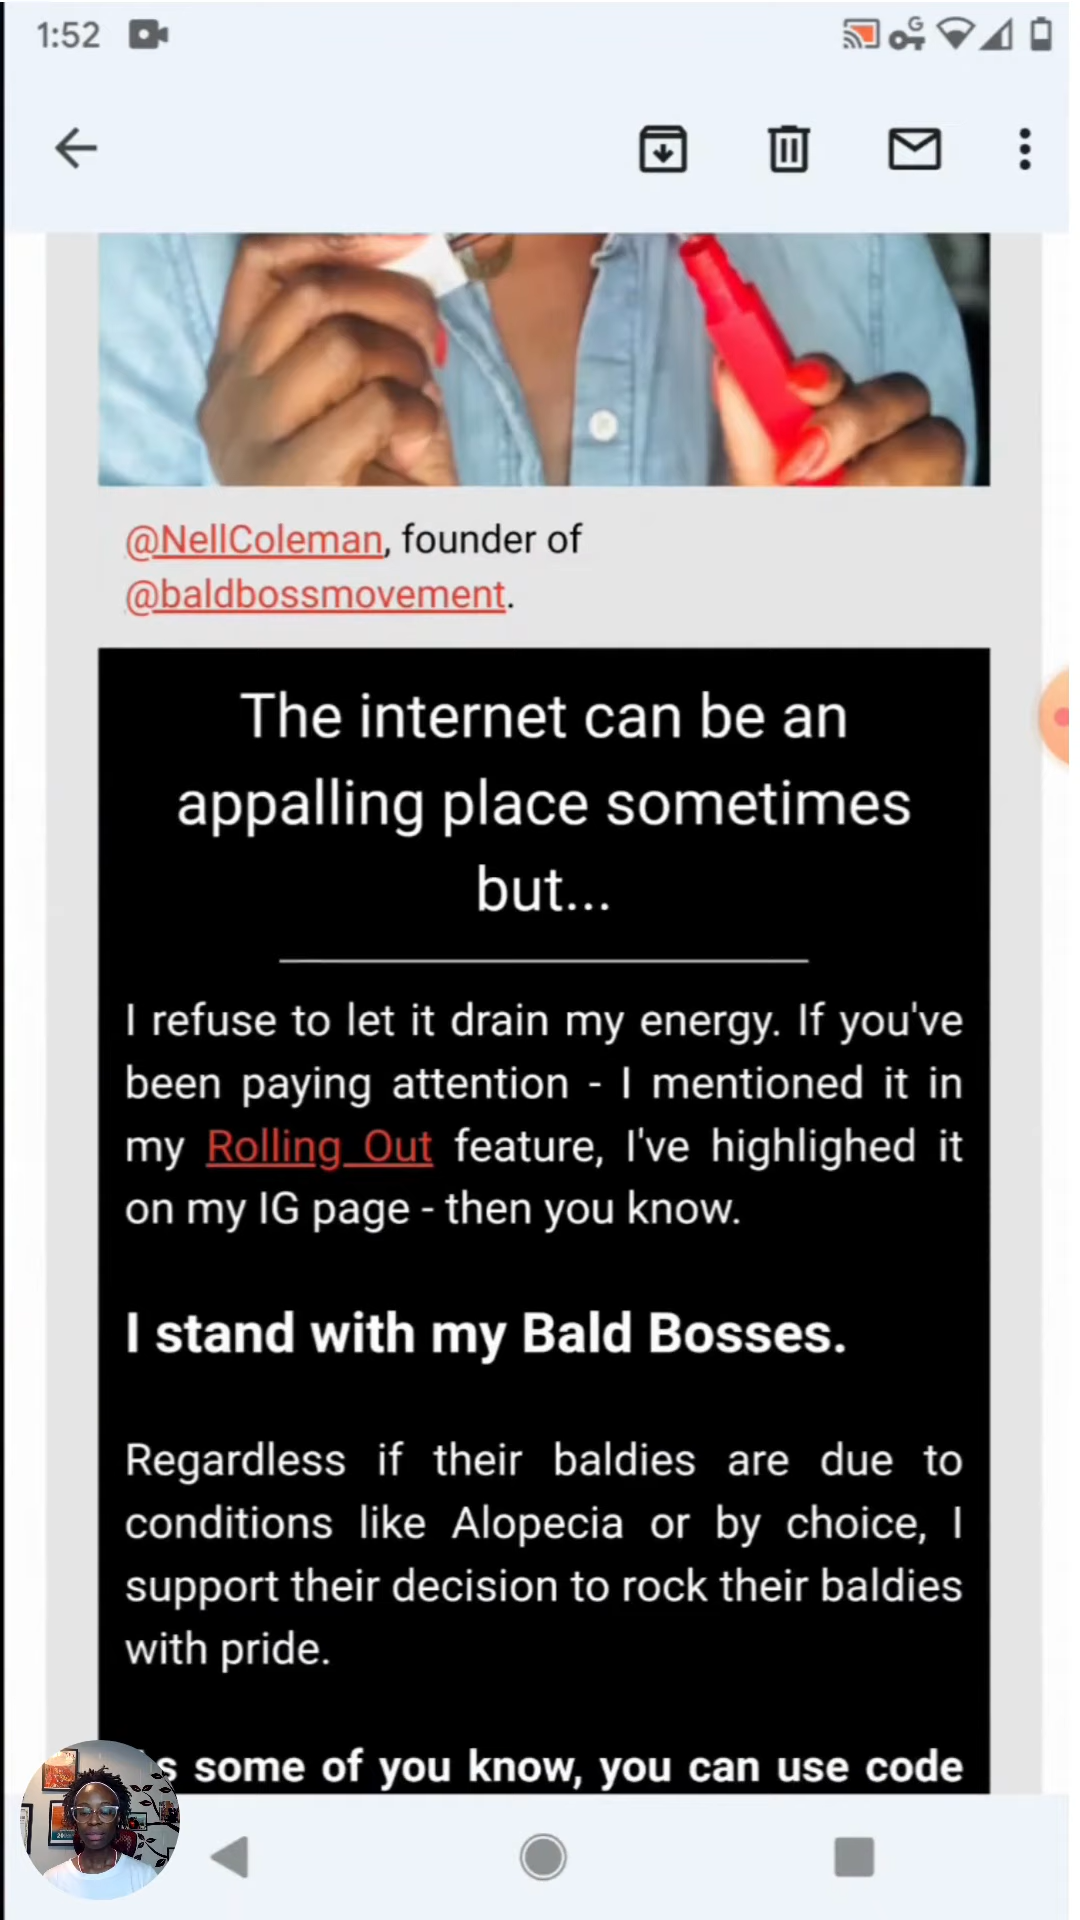 1:52
G
@NellColeman, founder of
@baldbossmovement.
The internet can be an
appalling place sometimes
but...
I refuse to let it drain my energy. If you've
been paying attention - I mentioned it in
my Rolling Out feature, I've highlighed it
on my IG page - then you know.
I stand with my Bald Bosses.
Regardless if their baldies are due to
conditions like Alopecia or by choice, I
support their decision to rock their baldies
with pride.
As some of you know, you can use code